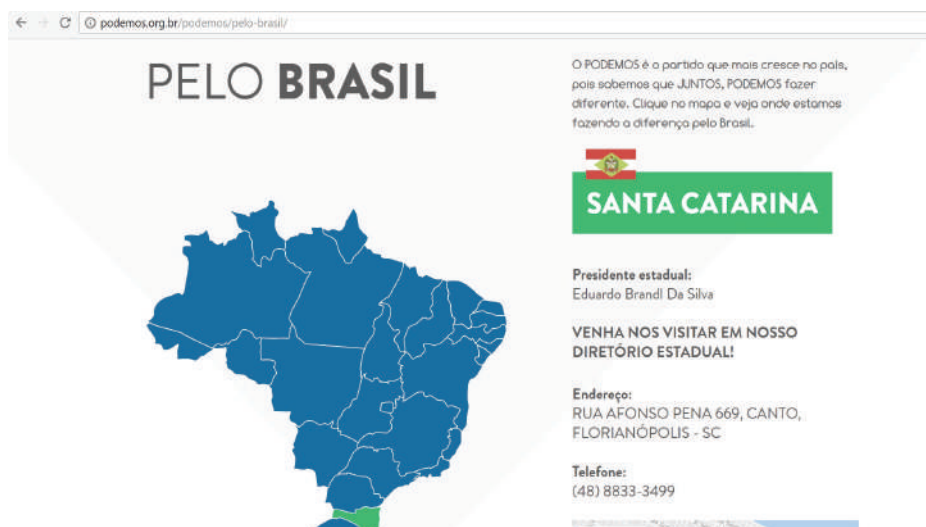 podemos.org.br/podemos/pelo-brasil/
PELO BRASIL
O PODEMOS é o partido que mais cresce no país,
pois sabemos que JUNTOS, PODEMOS fazer
diferente. Clique no mapa e veja onde estamos
fazendo a diferença pelo Brasil.
SANTA CATARINA
Presidente estadual:
Eduardo Brandl Da Silva
VENHA NOS VISITAR EM NOSSO
DIRETÓRIO ESTADUAL!
Endereço:
RUA AFONSO PENA 669, CANTO,
FLORIANÓPOLIS - SC
Telefone:
(48) 8833-3499